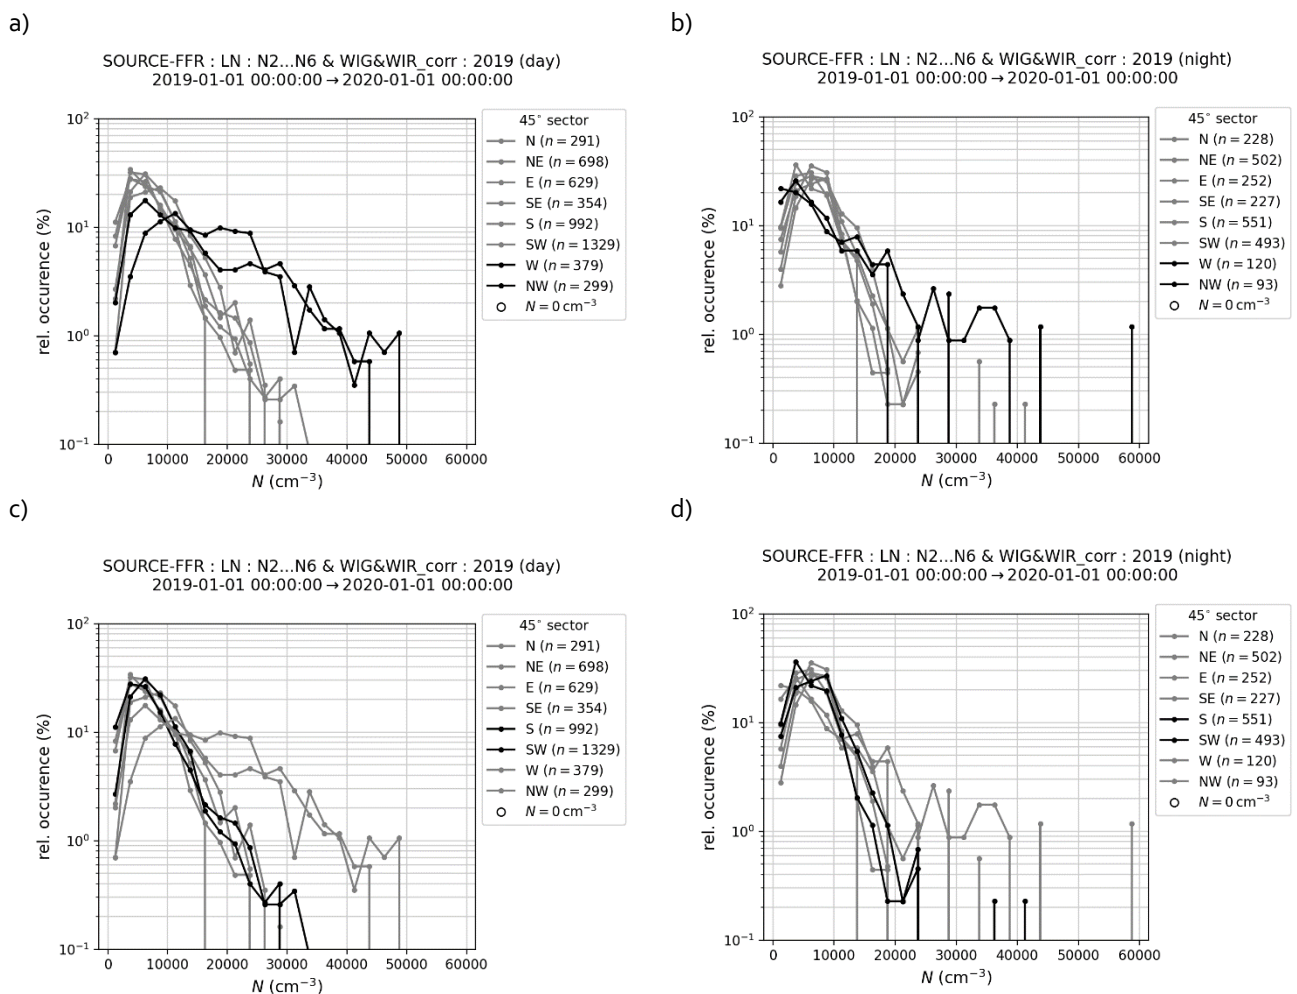 a)
SOURCE-FFR : LN : N2...N6 & WIG&WIR_corr : 2019 (day)
2019-01-01 00:00:00 → 2020-01-01 00:00:00
rel. occurence (%)
10²
10¹
10⁰
10⁻¹
0 10000 20000 30000 40000 50000 60000
N (cm⁻³)
45° sector
N (n = 291)
NE (n = 698)
E (n = 629)
SE (n = 354)
S (n = 992)
SW (n = 1329)
W (n = 379)
NW (n = 299)
N = 0 cm⁻³
b)
SOURCE-FFR : LN : N2...N6 & WIG&WIR_corr : 2019 (night)
2019-01-01 00:00:00 → 2020-01-01 00:00:00
rel. occurence (%)
10²
10¹
10⁰
10⁻¹
0 10000 20000 30000 40000 50000 60000
N (cm⁻³)
45° sector
N (n = 228)
NE (n = 502)
E (n = 252)
SE (n = 227)
S (n = 551)
SW (n = 493)
W (n = 120)
NW (n = 93)
N = 0 cm⁻³
c)
SOURCE-FFR : LN : N2...N6 & WIG&WIR_corr : 2019 (day)
2019-01-01 00:00:00 → 2020-01-01 00:00:00
rel. occurence (%)
10²
10¹
10⁰
10⁻¹
0 10000 20000 30000 40000 50000 60000
N (cm⁻³)
45° sector
N (n = 291)
NE (n = 698)
E (n = 629)
SE (n = 354)
S (n = 992)
SW (n = 1329)
W (n = 379)
NW (n = 299)
N = 0 cm⁻³
d)
SOURCE-FFR : LN : N2...N6 & WIG&WIR_corr : 2019 (night)
2019-01-01 00:00:00 → 2020-01-01 00:00:00
rel. occurence (%)
10²
10¹
10⁰
10⁻¹
0 10000 20000 30000 40000 50000 60000
N (cm⁻³)
45° sector
N (n = 228)
NE (n = 502)
E (n = 252)
SE (n = 227)
S (n = 551)
SW (n = 493)
W (n = 120)
NW (n = 93)
N = 0 cm⁻³